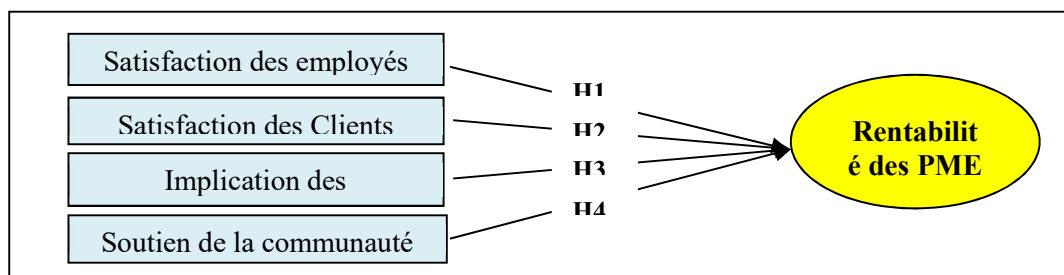 Satisfaction des employés
H1
Satisfaction des Clients
H2
Implication des
H3
Soutien de la communauté
H4
Rentabilit
é des PME